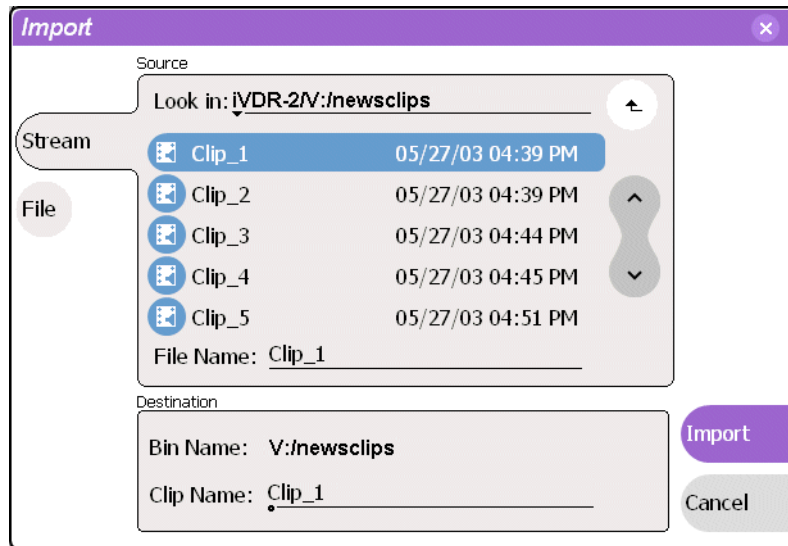 Import
Source
Look in: iVDR-2/V:/newsclips
Stream
Clip_1 05/27/03 04:39 PM
File
Clip_2 05/27/03 04:39 PM
Clip_3 05/27/03 04:44 PM
Clip_4 05/27/03 04:45 PM
Clip_5 05/27/03 04:51 PM
File Name: Clip_1
Destination
Bin Name: V:/newsclips
Import
Clip Name: Clip_1
Cancel